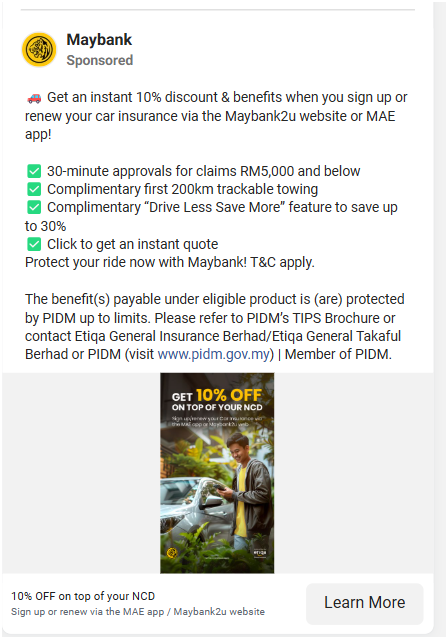 Maybank
Sponsored
🚗 Get an instant 10% discount & benefits when you sign up or
renew your car insurance via the Maybank2u website or MAE
app!
✅ 30-minute approvals for claims RM5,000 and below
✅ Complimentary first 200km trackable towing
✅ Complimentary “Drive Less Save More” feature to save up
to 30%
✅ Click to get an instant quote
Protect your ride now with Maybank! T&C apply.
The benefit(s) payable under eligible product is (are) protected
by PIDM up to limits. Please refer to PIDM’s TIPS Brochure or
contact Etiqa General Insurance Berhad/Etiqa General Takaful
Berhad or PIDM (visit www.pidm.gov.my) | Member of PIDM.
GET 10% OFF
ON TOP OF YOUR NCD
Sign up/renew your Car Insurance via
the MAE app or Maybank2u web
etiqa
10% OFF on top of your NCD
Sign up or renew via the MAE app / Maybank2u website
Learn More